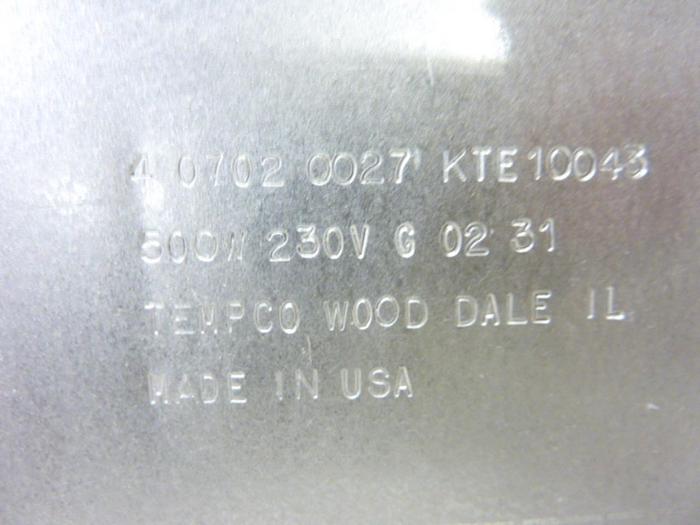 4 0702 0027 KTE10043
500W 230V G 02 31
TEMPCO WOOD DALE IL
MADE IN USA